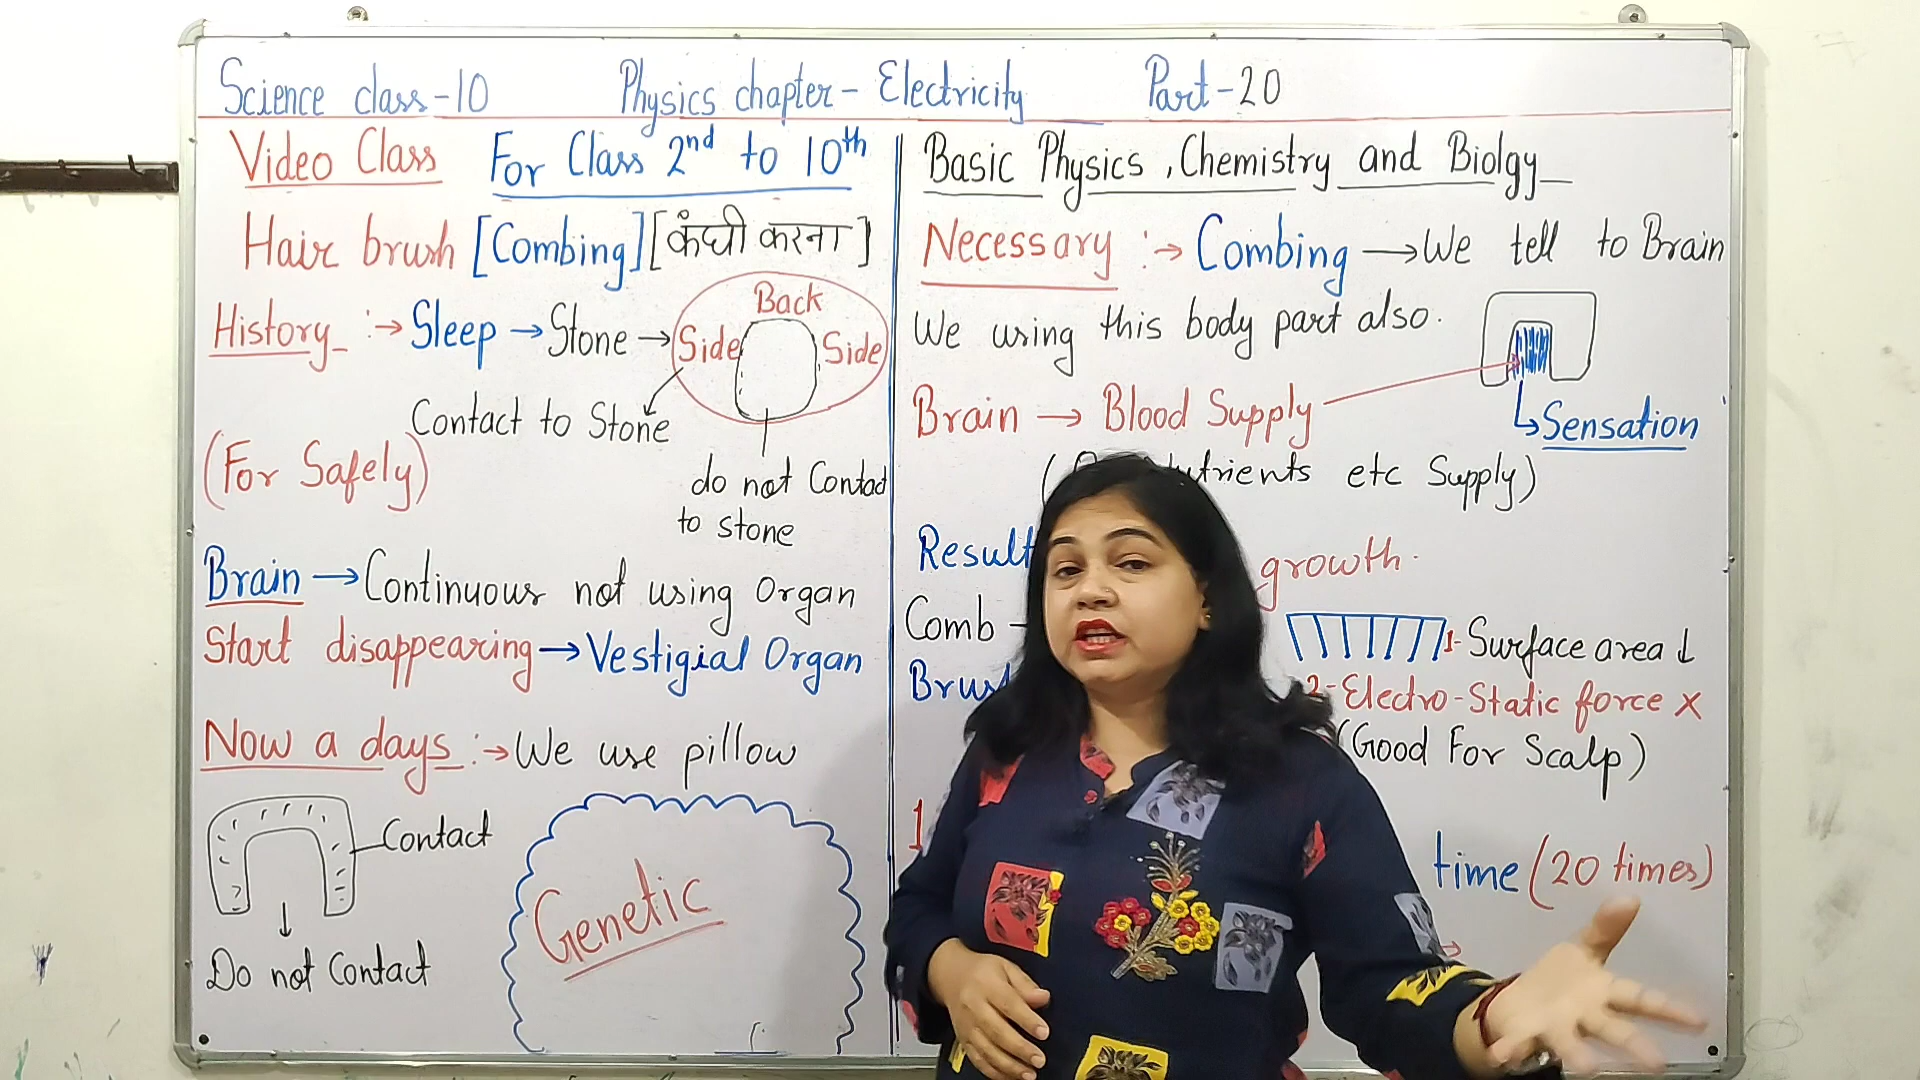 Science class-10 Physics chapter- Electricity Part-20
Video Class For Class 2nd to 10th
Hair brush [Combing] [कंघी करना]
History :→ Sleep → Stone →
Back
Side Side
Contact to Stone
(For Safely)
do not Contact
to stone
Brain → Continuous not using Organ
Start disappearing → Vestigial Organ
Now a days :→ We use pillow
Contact
Do not Contact
Genetic
Basic Physics, Chemistry and Biolgy
Necessary :→ Combing → We tell to Brain
We using this body part also.
Brain → Blood Supply
Sensation
etc Supply)
Result growth.
Comb 1- Surface area ↓
2- Electro-Static force x
(Good For Scalp)
1 time (20 times)